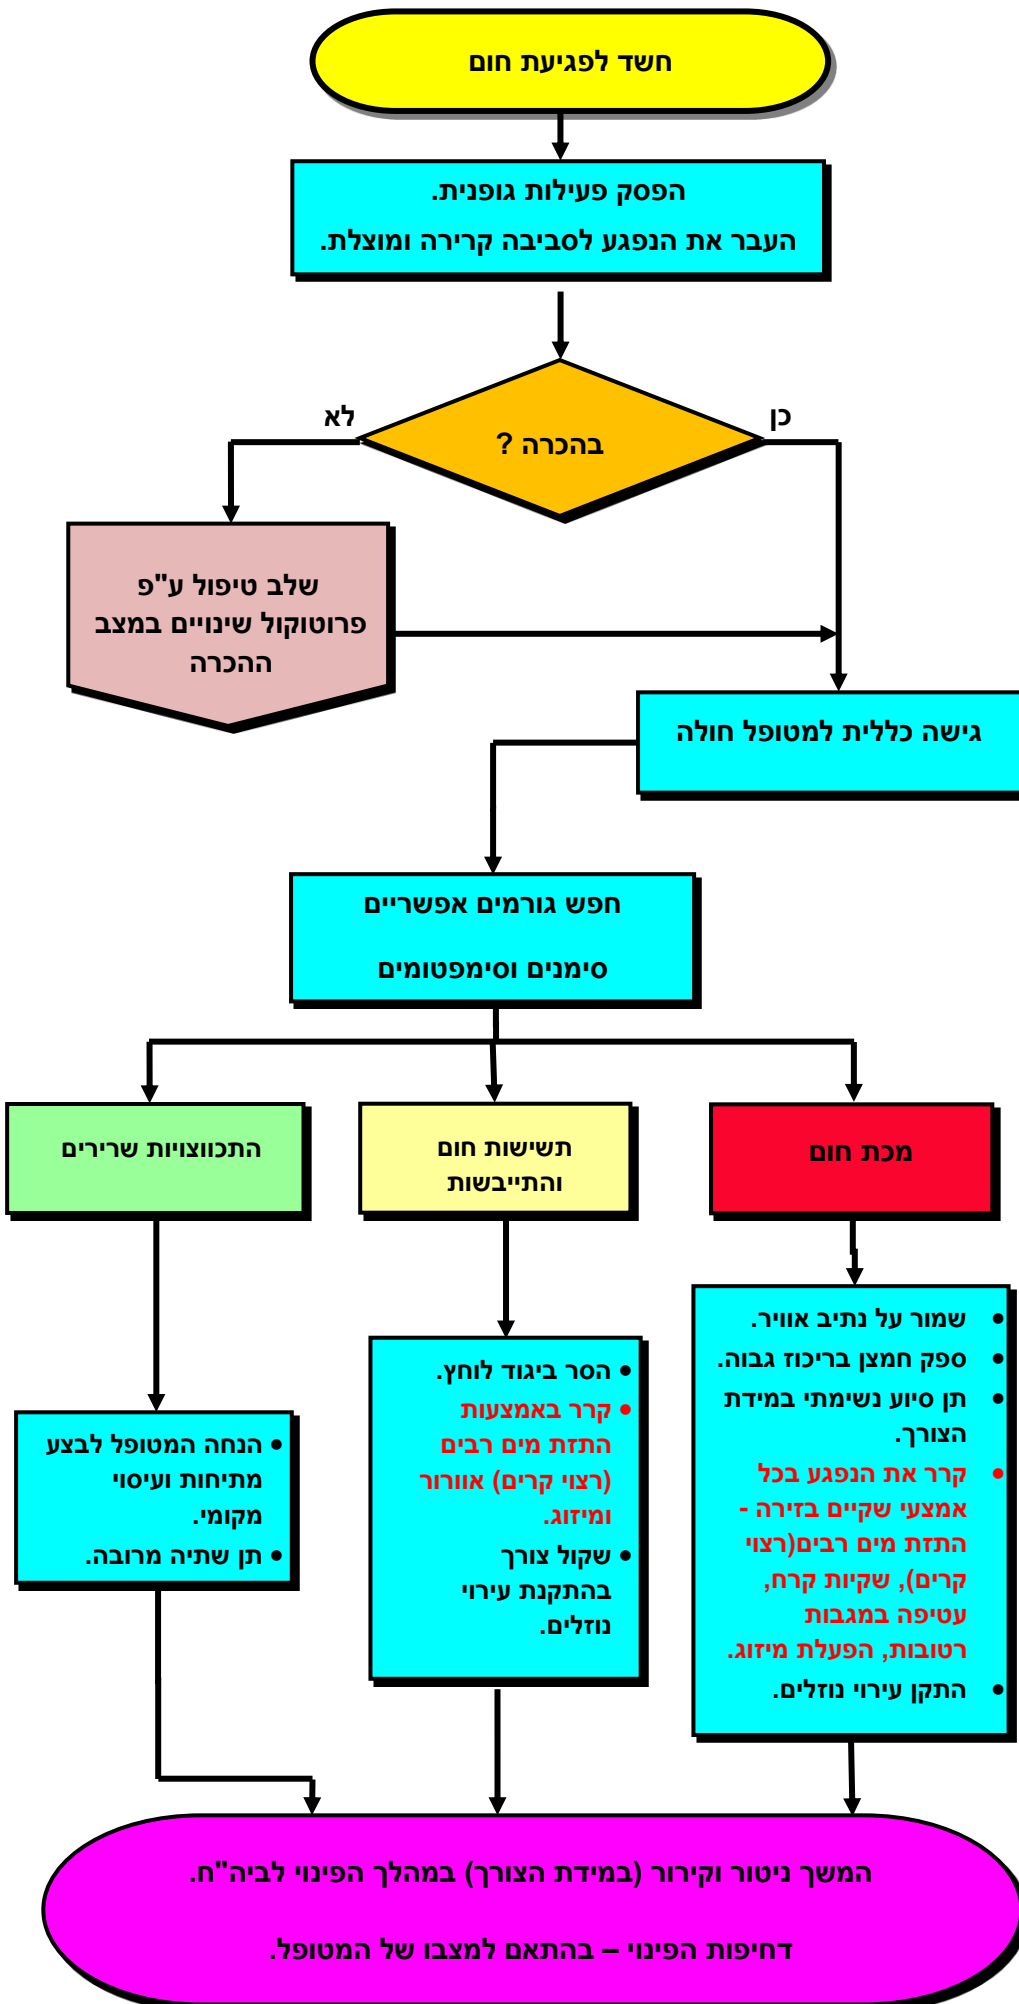 חשד לפגיעת חום
הפסק פעילות גופנית.
העבר את הנפגע לסביבה קרירה ומוצלת.
כן
לא
בהכרה ?
שלב טיפול ע"פ
פרוטוקול שינויים במצב
ההכרה
גישה כללית למטופל חולה
חפש גורמים אפשריים
סימנים וסימפטומים
מכת חום
תשישות חום
והתייבשות
התכווצויות שרירים
• שמור על נתיב אוויר.
• ספק חמצן בריכוז גבוה.
• תן סיוע נשימתי במידת
הצורך.
• קרר את הנפגע בכל
אמצעי שקיים בזירה -
התזת מים רבים(רצוי
קרים), שקיות קרח,
עטיפה במגבות
רטובות, הפעלת מיזוג.
• התקן עירוי נוזלים.
• הסר ביגוד לוחץ.
• קרר באמצעות
התזת מים רבים
(רצוי קרים) אוורור
ומיזוג.
• שקול צורך
בהתקנת עירוי
נוזלים.
• הנחה המטופל לבצע
מתיחות ועיסוי
מקומי.
• תן שתיה מרובה.
המשך ניטור וקירור (במידת הצורך) במהלך הפינוי לביה"ח.
דחיפות הפינוי – בהתאם למצבו של המטופל.